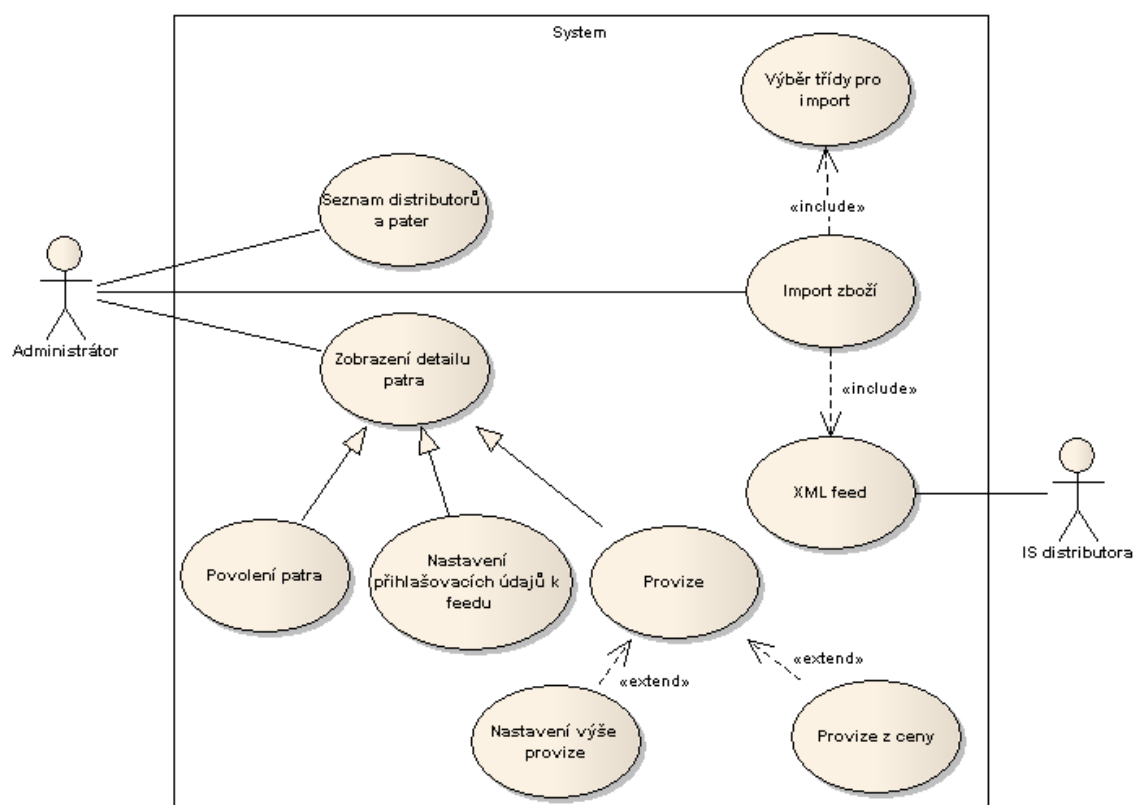 System
Výběr třídy pro
import
Seznam distributorů
a pater
«include»
Import zboží
Administrátor
Zobrazení detailu
patra
«include»
XML feed
IS distributora
Povolení patra
Nastavení
přihlašovacích údajů k
feedu
Provize
«extend»
«extend»
Nastavení výše
provize
Provize z ceny